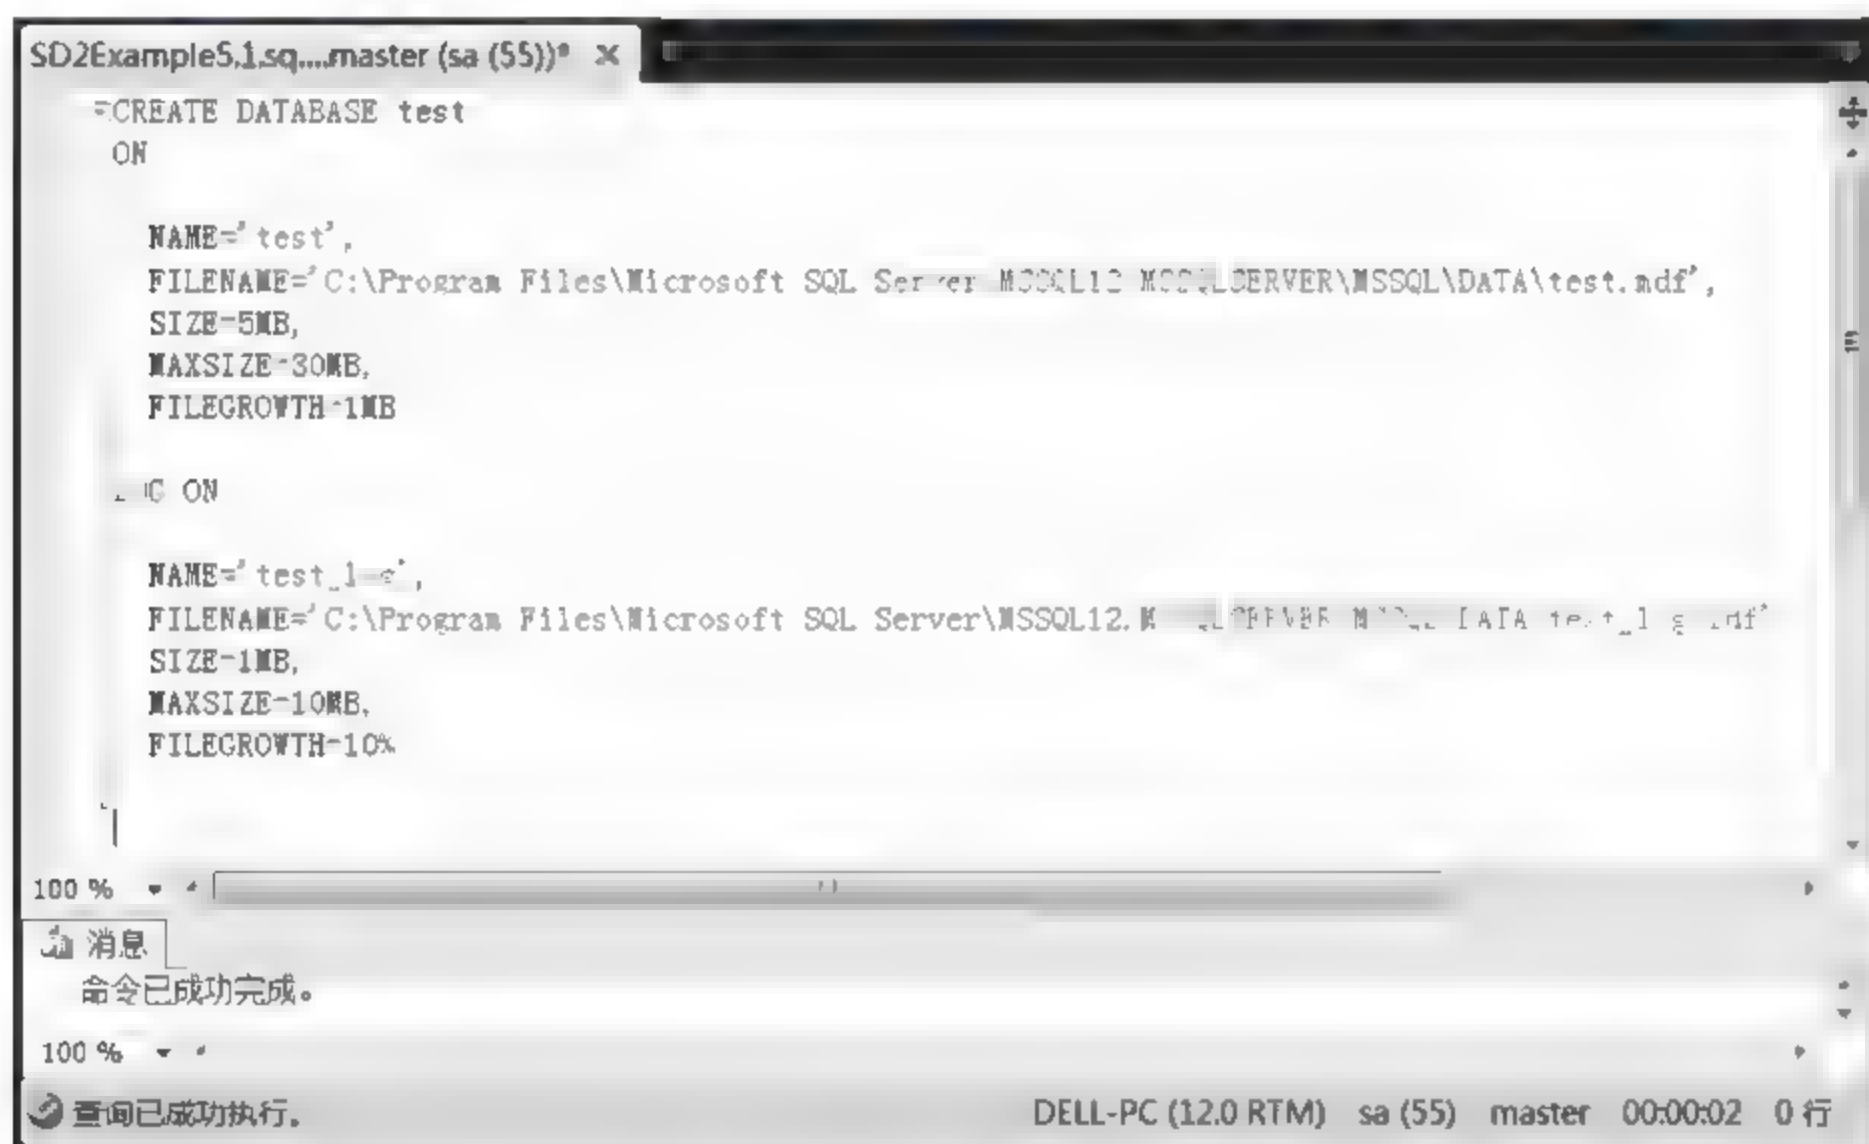 SD2Example5.1.sq....master (sa (55))* ×
CREATE DATABASE test
ON
NAME='test',
FILENAME='C:\Program Files\Microsoft SQL Server MSSQL12 \MSSQL\DATA\test.mdf',
SIZE=5MB,
MAXSIZE=30MB,
FILEGROWTH=1MB
ON
NAME=
FILENAME='C:\Program Files\Microsoft SQL Server\MSSQL12.
SIZE=1MB,
MAXSIZE=10MB,
FILEGROWTH=10%
100 %
消息
命令已成功完成。
100 %
查询已成功执行。 DELL-PC (12.0 RTM) sa (55) master 00:00:02 0 行